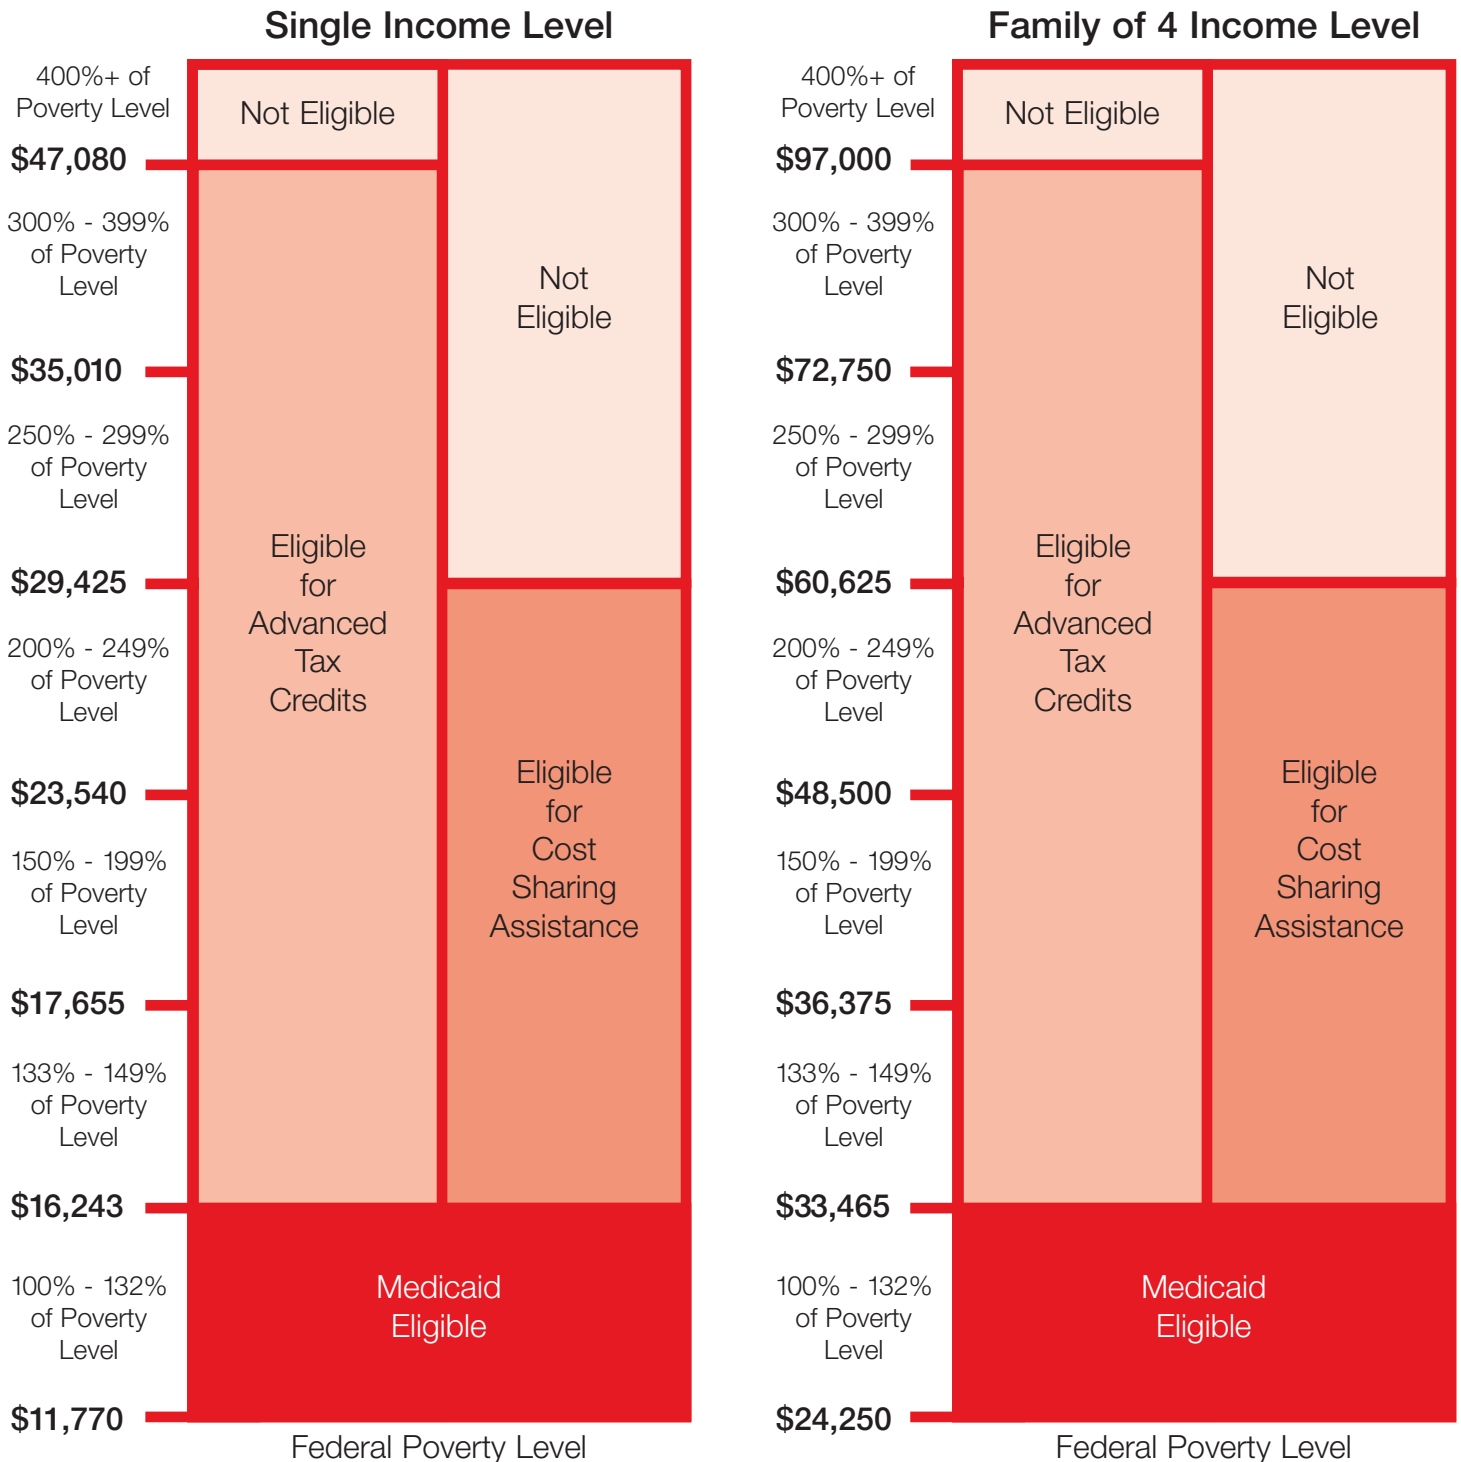 Single Income Level
400%+ of
Poverty Level
Not Eligible
$47,080
300% - 399%
of Poverty
Level
Not
Eligible
$35,010
250% - 299%
of Poverty
Level
Eligible
for
Advanced
Tax
Credits
$29,425
200% - 249%
of Poverty
Level
$23,540
Eligible
for
Cost
Sharing
Assistance
150% - 199%
of Poverty
Level
$17,655
133% - 149%
of Poverty
Level
$16,243
100% - 132%
of Poverty
Level
Medicaid
Eligible
$11,770
Federal Poverty Level
Family of 4 Income Level
400%+ of
Poverty Level
Not Eligible
$97,000
300% - 399%
of Poverty
Level
Not
Eligible
$72,750
250% - 299%
of Poverty
Level
Eligible
for
Advanced
Tax
Credits
$60,625
200% - 249%
of Poverty
Level
$48,500
Eligible
for
Cost
Sharing
Assistance
150% - 199%
of Poverty
Level
$36,375
133% - 149%
of Poverty
Level
$33,465
100% - 132%
of Poverty
Level
Medicaid
Eligible
$24,250
Federal Poverty Level